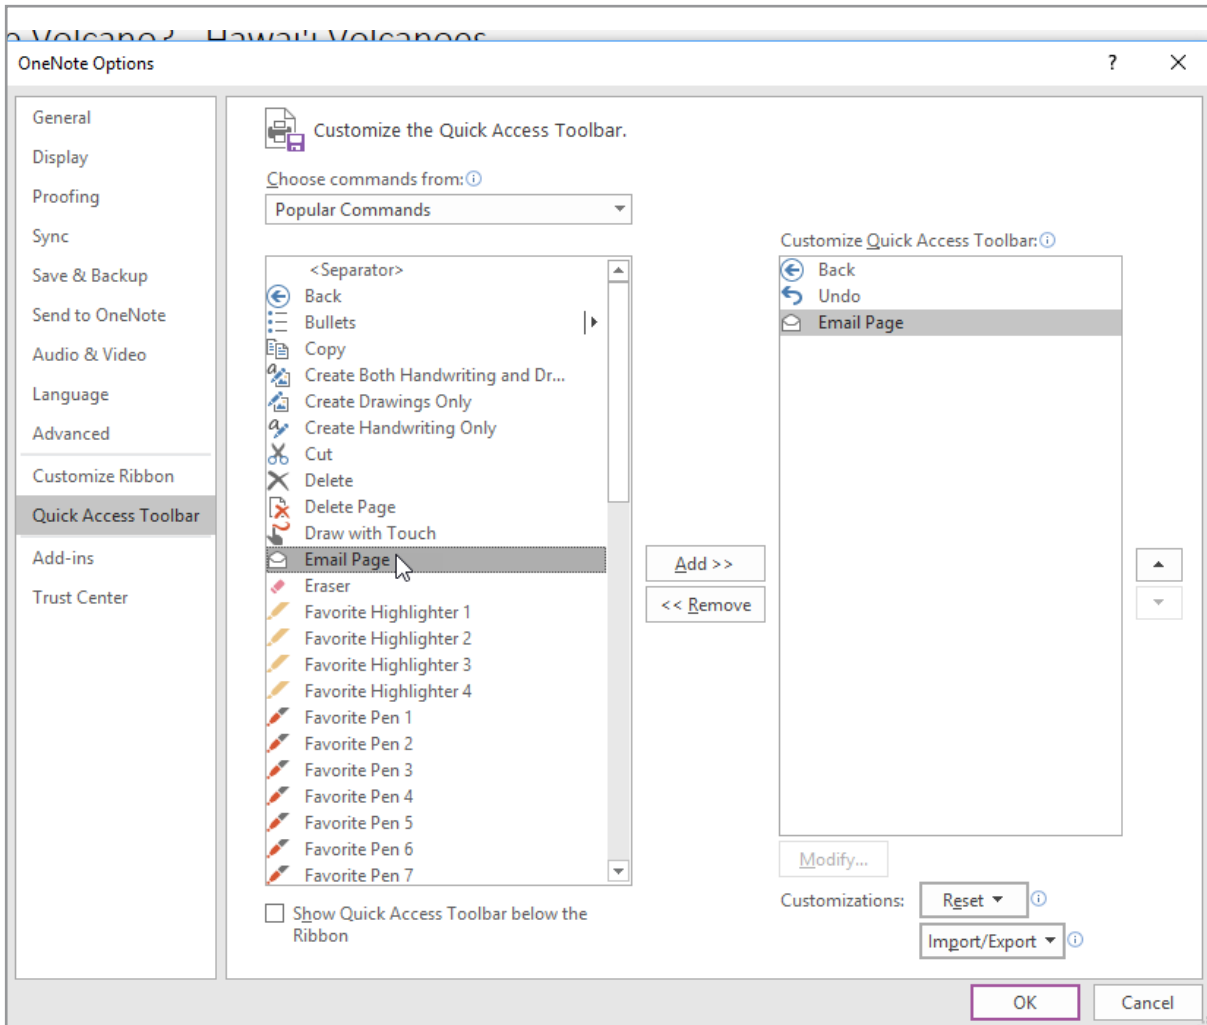 e Volcano? - Hawai'i Volcanoes
OneNote Options
?
General
Display
Proofing
Sync
Save & Backup
Send to OneNote
Audio & Video
Language
Advanced
Customize Ribbon
Quick Access Toolbar
Add-ins
Trust Center
Customize the Quick Access Toolbar.
Choose commands from:
Popular Commands
<Separator>
Back
Bullets
Copy
Create Both Handwriting and Dr...
Create Drawings Only
Create Handwriting Only
Cut
Delete
Delete Page
Draw with Touch
Email Page
Eraser
Favorite Highlighter 1
Favorite Highlighter 2
Favorite Highlighter 3
Favorite Highlighter 4
Favorite Pen 1
Favorite Pen 2
Favorite Pen 3
Favorite Pen 4
Favorite Pen 5
Favorite Pen 6
Favorite Pen 7
Show Quick Access Toolbar below the
Ribbon
Add >>
<< Remove
Customize Quick Access Toolbar:
Back
Undo
Email Page
Modify...
Customizations:
Reset
Import/Export
OK
Cancel